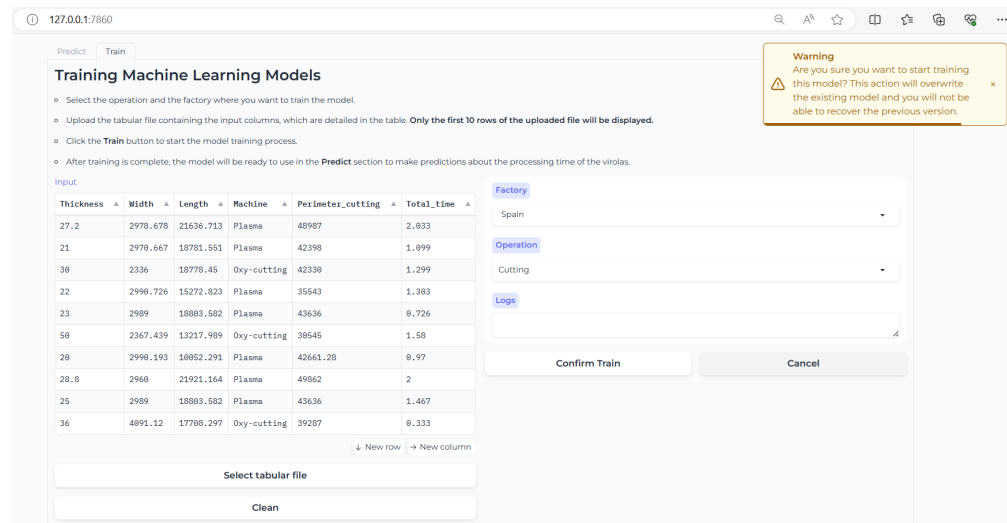 127.0.0.1:7860
Predict
Train
Warning
Are you sure you want to start training
this model? This action will overwrite
the existing model and you will not be
able to recover the previous version.
Training Machine Learning Models
Select the operation and the factory where you want to train the model.
Upload the tabular file containing the input columns, which are detailed in the table. Only the first 10 rows of the uploaded file will be displayed.
Click the Train button to start the model training process.
After training is complete, the model will be ready to use in the Predict section to make predictions about the processing time of the virolas.
Input
Thickness Width Length Machine Perimeter_cutting Total_time
27.2 2978.678 21636.713 Plasma 48987 2.033
21 2970.667 18781.551 Plasma 42398 1.099
30 2336 18778.45 Oxy-cutting 42330 1.299
22 2990.726 15272.823 Plasma 35543 1.303
23 2989 18803.582 Plasma 43636 0.726
50 2367.439 13217.989 Oxy-cutting 30545 1.58
20 2990.193 10052.291 Plasma 42661.28 0.97
28.8 2960 21921.164 Plasma 49862 2
25 2989 18803.582 Plasma 43636 1.467
36 4091.12 17708.297 Oxy-cutting 39287 0.333
↓ New row → New column
Select tabular file
Clean
Factory
Spain
Operation
Cutting
Logs
Confirm Train
Cancel